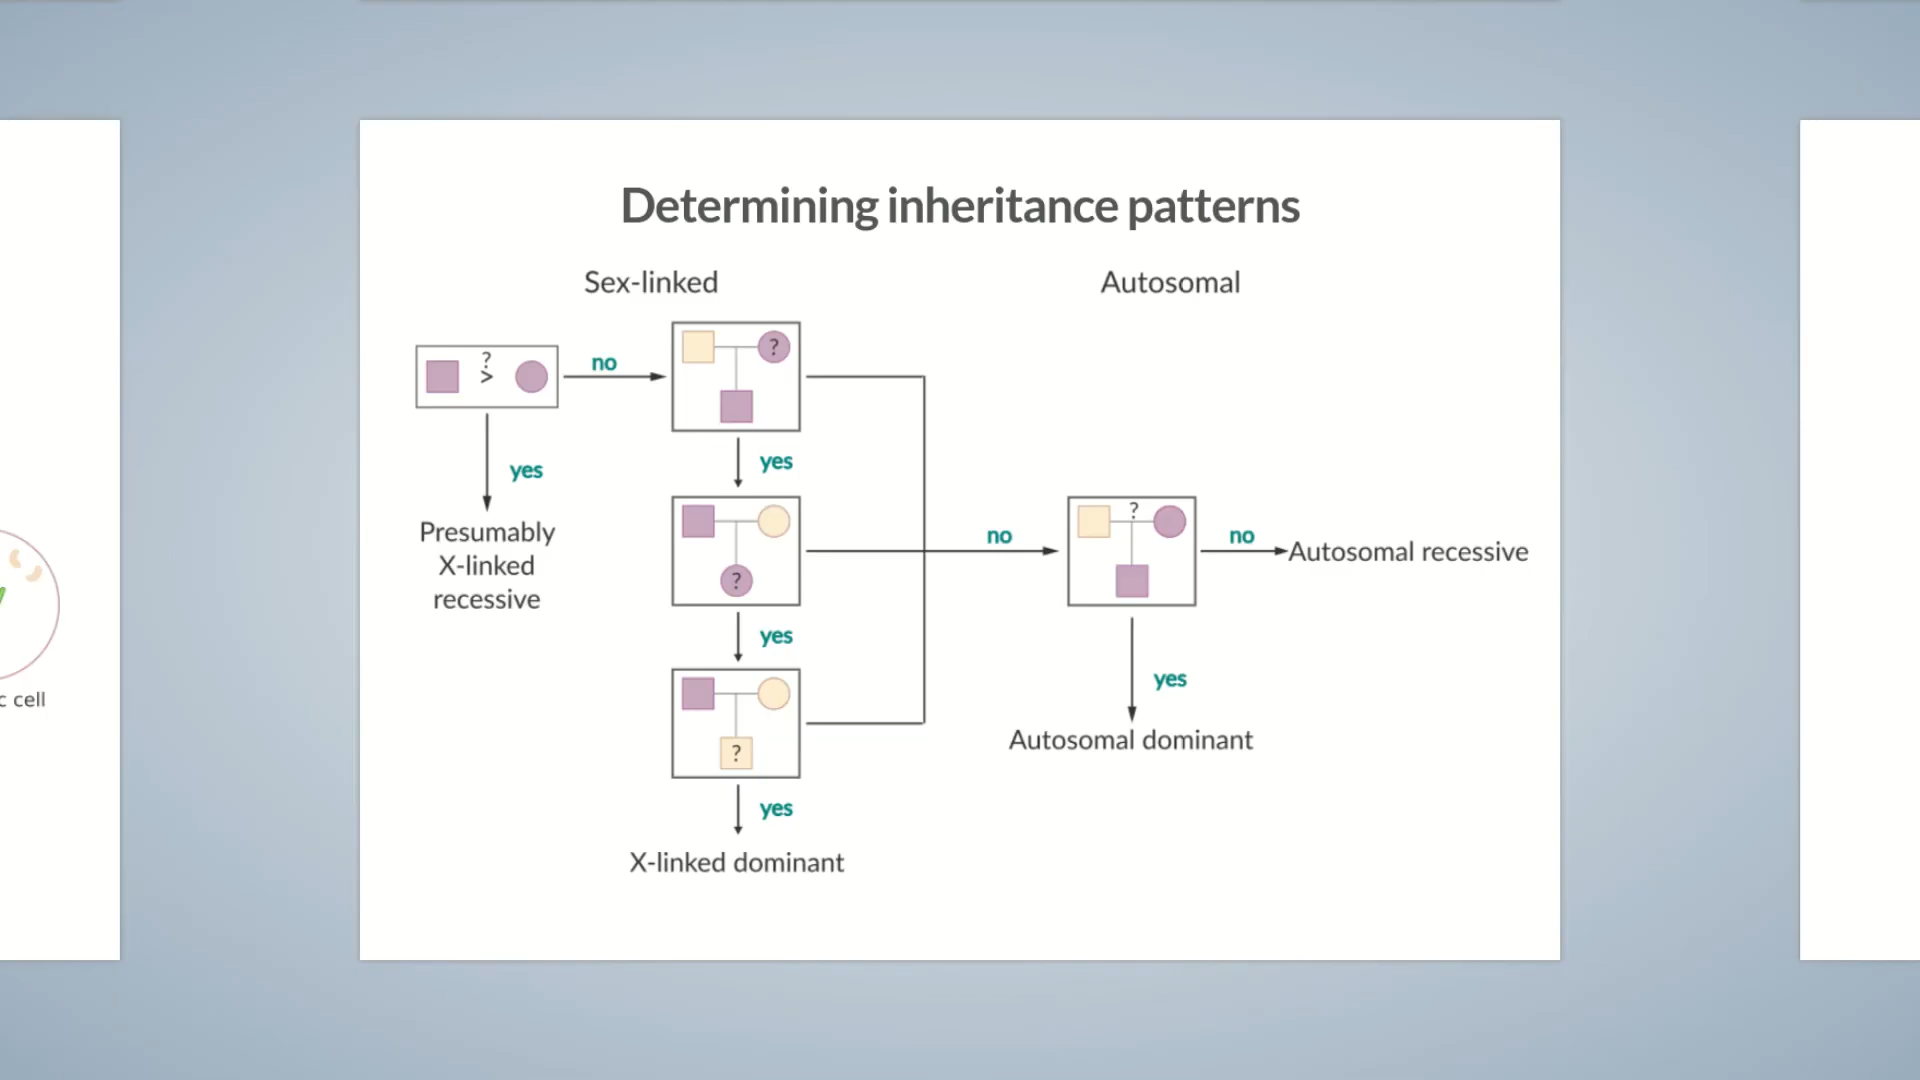 Determining inheritance patterns
Sex-linked
Autosomal
?
>
no
?
yes
Presumably
X-linked
recessive
yes
?
yes
?
yes
X-linked dominant
no
?
no
Autosomal recessive
yes
Autosomal dominant
c cell